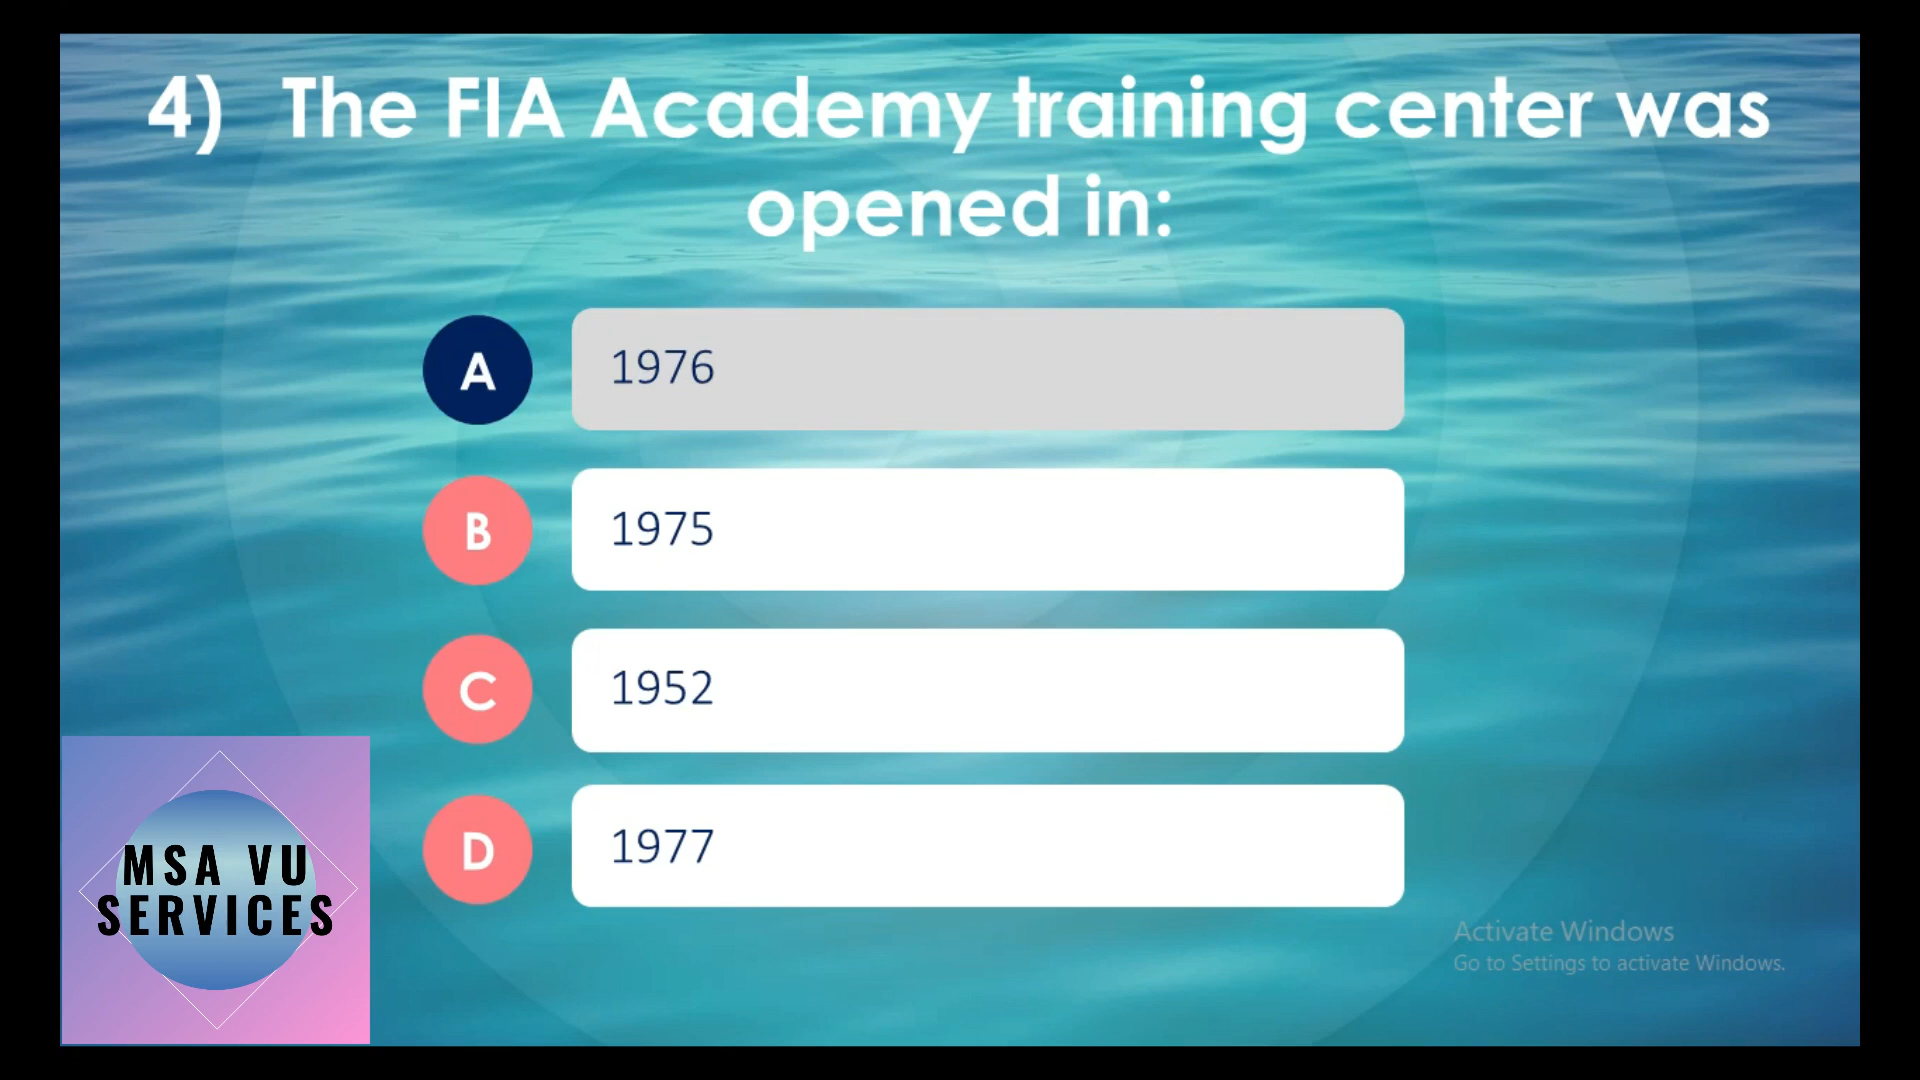 4) The FIA Academy training center was
opened in:
A 1976
B 1975
C 1952
D 1977
MSA VU
SERVICES
Activate Windows
Go to Settings to activate Windows.